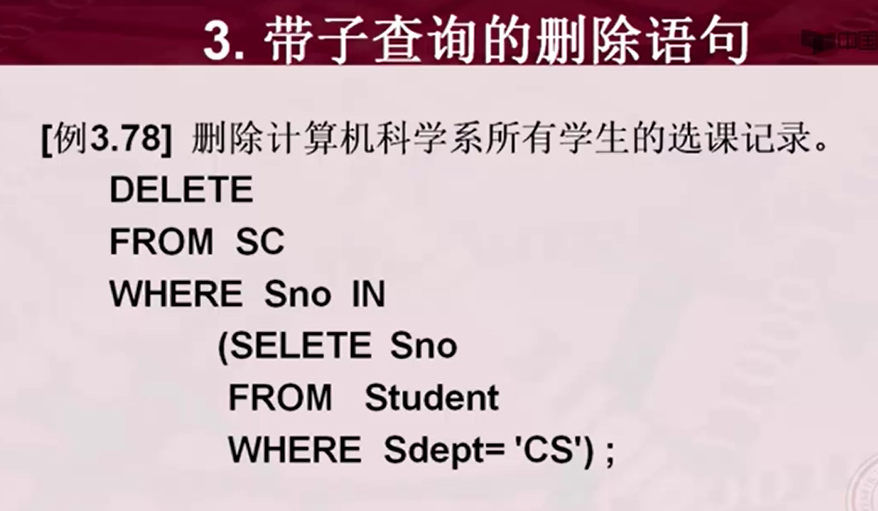 3. 带子查询的删除语句
中国
[例3.78] 删除计算机科学系所有学生的选课记录。
DELETE
FROM SC
WHERE Sno IN
(SELETE Sno
FROM Student
WHERE Sdept= 'CS') ;